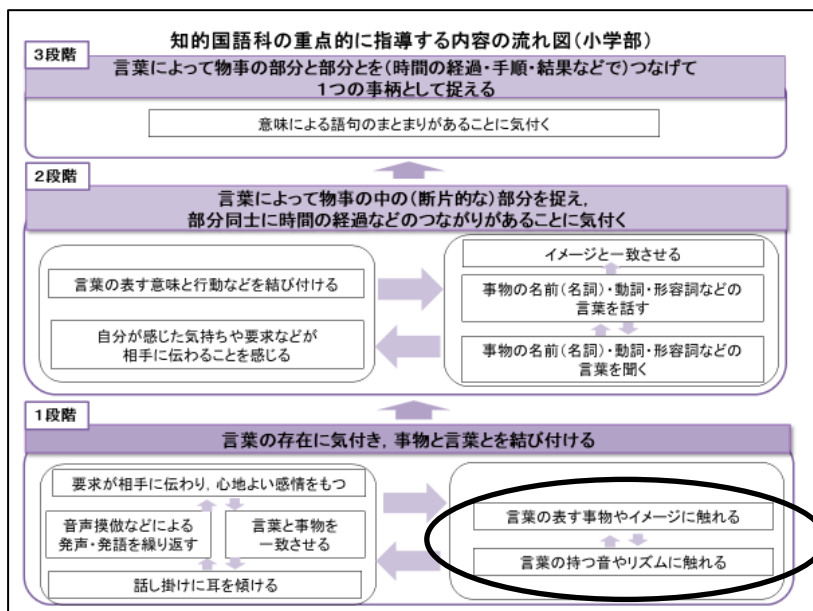 知的国語科の重点的に指導する内容の流れ図(小学部)
3段階
言葉によって物事の部分と部分とを(時間の経過・手順・結果などで)つなげて
1つの事柄として捉える
意味による語句のまとまりがあることに気付く
2段階
言葉によって物事の中の(断片的な)部分を捉え,
部分同士に時間の経過などのつながりがあることに気付く
言葉の表す意味と行動などを結び付ける
自分が感じた気持ちや要求などが
相手に伝わることを感じる
イメージと一致させる
事物の名前(名詞)・動詞・形容詞などの
言葉を話す
事物の名前(名詞)・動詞・形容詞などの
言葉を聞く
1段階
言葉の存在に気付き,事物と言葉とを結び付ける
要求が相手に伝わり,心地よい感情をもつ
音声摸倣などによる
発声・発語を繰り返す
言葉と事物を
一致させる
話し掛けに耳を傾ける
言葉の表す事物やイメージに触れる
言葉の持つ音やリズムに触れる